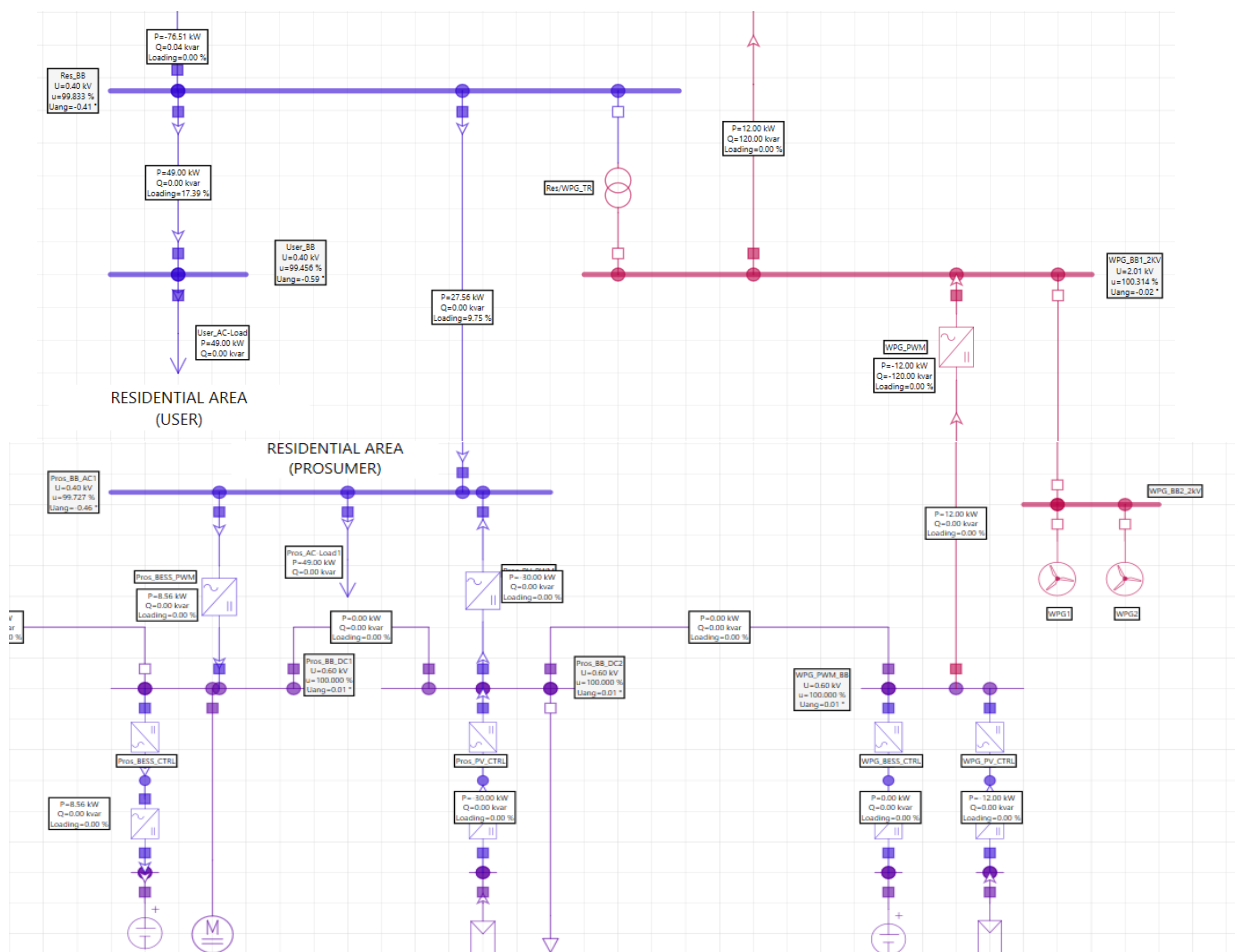 P=-76.51 kW
Q=0.04 kvar
Loading=0.00 %
Res_BB
U=0.40 kV
u=99.833 %
Uang=-0.41 °
P=12.00 kW
Q=120.00 kvar
Loading=0.00 %
P=49.00 kW
Q=0.00 kvar
Loading=17.39 %
Res/WPG_TR
User_BB
U=0.40 kV
u=99.456 %
Uang=-0.59 °
WPG_BB1_2KV
U=2.01 kV
u=100.314 %
Uang=-0.02 °
P=27.56 kW
Q=0.00 kvar
Loading=9.75 %
User_AC-Load
P=49.00 kW
Q=0.00 kvar
WPG_PWM
P=-12.00 kW
Q=-120.00 kvar
Loading=0.00 %
RESIDENTIAL AREA
(USER)
RESIDENTIAL AREA
(PROSUMER)
Pros_BB_AC1
U=0.40 kV
u=99.727 %
Uang=-0.46 °
WPG_BB2_2kV
P=12.00 kW
Q=0.00 kvar
Loading=0.00 %
Pros_AC-Load1
P=49.00 kW
Q=0.00 kvar
Pros_BESS_PWM
P=8.56 kW
Q=0.00 kvar
Loading=0.00 %
P=-30.00 kW
Q=0.00 kvar
Loading=0.00 %
WPG1
WPG2
P=0.00 kW
Q=0.00 kvar
Loading=0.00 %
P=0.00 kW
Q=0.00 kvar
Loading=0.00 %
Pros_BB_DC1
U=0.60 kV
u=100.000 %
Uang=0.01 °
Pros_BB_DC2
U=0.60 kV
u=100.000 %
Uang=0.01 °
WPG_PWM_BB
U=0.60 kV
u=100.000 %
Uang=0.01 °
Pros_BESS_CTRL
Pros_PV_CTRL
WPG_BESS_CTRL
WPG_PV_CTRL
P=8.56 kW
Q=0.00 kvar
Loading=0.00 %
P=-30.00 kW
Q=0.00 kvar
Loading=0.00 %
P=0.00 kW
Q=0.00 kvar
Loading=0.00 %
P=-12.00 kW
Q=0.00 kvar
Loading=0.00 %
M